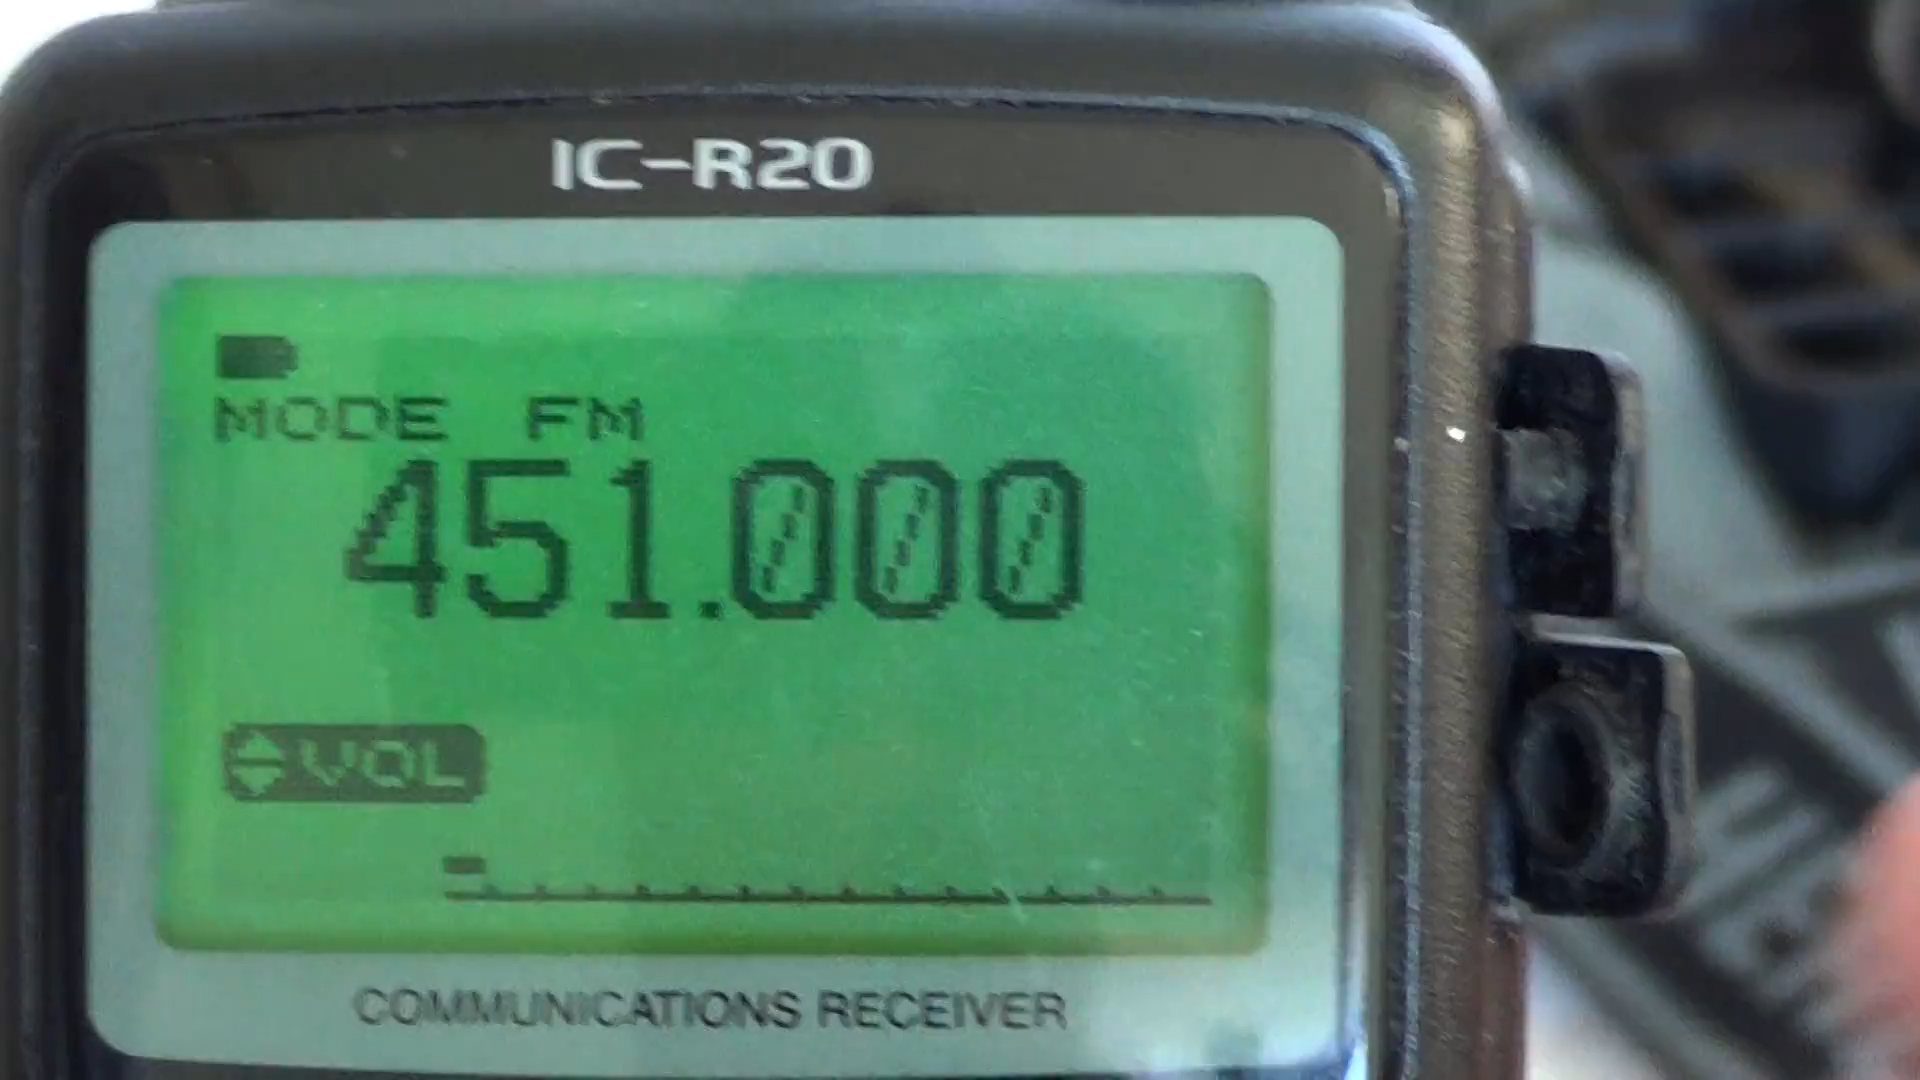 IC-R20
MODE FM
451.000
VOL
COMMUNICATIONS RECEIVER